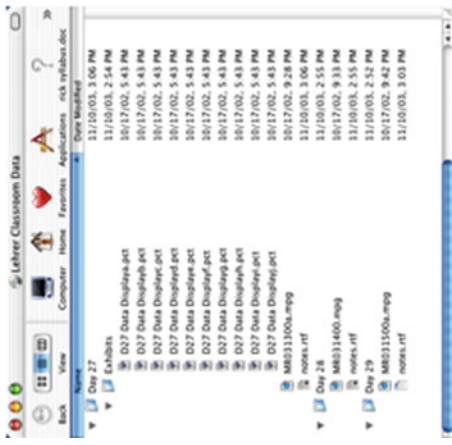 Lehrer Classroom Data
Back View Computer Home Favorites Applications rick syllabus.doc
Name Date Modified
Day 27 11/10/03, 3:06 PM
Exhibits 11/10/03, 2:54 PM
D27 Data Displaya.pct 10/17/02, 5:43 PM
D27 Data Displayb.pct 10/17/02, 5:43 PM
D27 Data Displayc.pct 10/17/02, 5:43 PM
D27 Data Displayd.pct 10/17/02, 5:43 PM
D27 Data Displaye.pct 10/17/02, 5:43 PM
D27 Data Displayf.pct 10/17/02, 5:43 PM
D27 Data Displayg.pct 10/17/02, 5:43 PM
D27 Data Displayh.pct 10/17/02, 5:43 PM
D27 Data Displayi.pct 10/17/02, 5:43 PM
D27 Data Displayj.pct 10/17/02, 5:43 PM
MR031300a.mpg 10/17/02, 9:28 PM
notes.rtf 11/10/03, 3:06 PM
Day 28 11/10/03, 2:55 PM
MR031400.mpg 10/17/02, 9:33 PM
notes.rtf 11/10/03, 2:55 PM
Day 29 11/10/03, 2:52 PM
MR031500a.mpg 10/17/02, 9:42 PM
notes.rtf 11/10/03, 3:03 PM